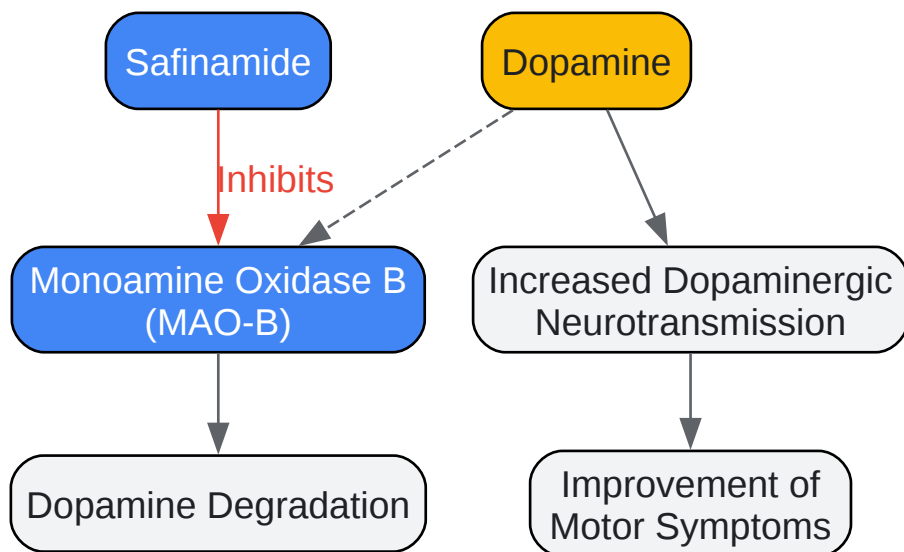 Safinamide
Dopamine
Inhibits
Monoamine Oxidase B
(MAO-B)
Increased Dopaminergic
Neurotransmission
Dopamine Degradation
Improvement of
Motor Symptoms